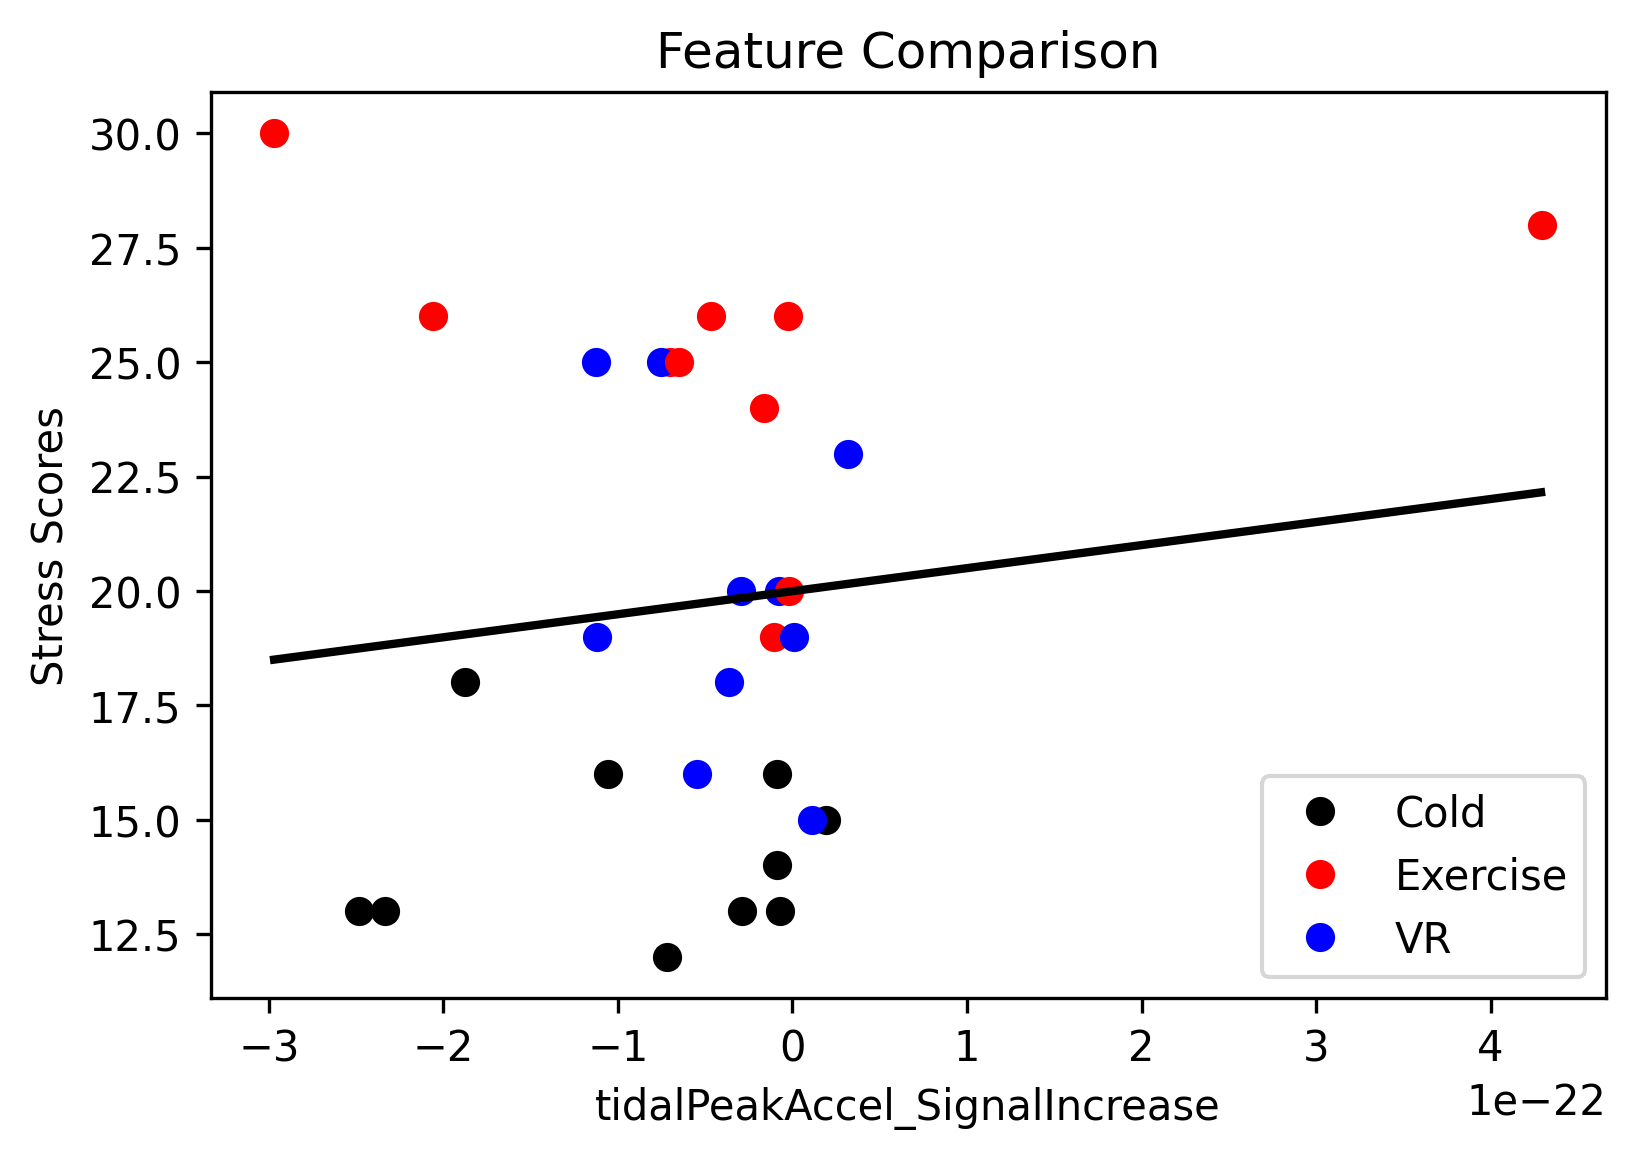 Feature Comparison
30.0
27.5
25.0
22.5
20.0
17.5
15.0
12.5
Stress Scores
Cold
Exercise
VR
−3 −2 −1 0 1 2 3 4
1e−22
tidalPeakAccel_SignalIncrease